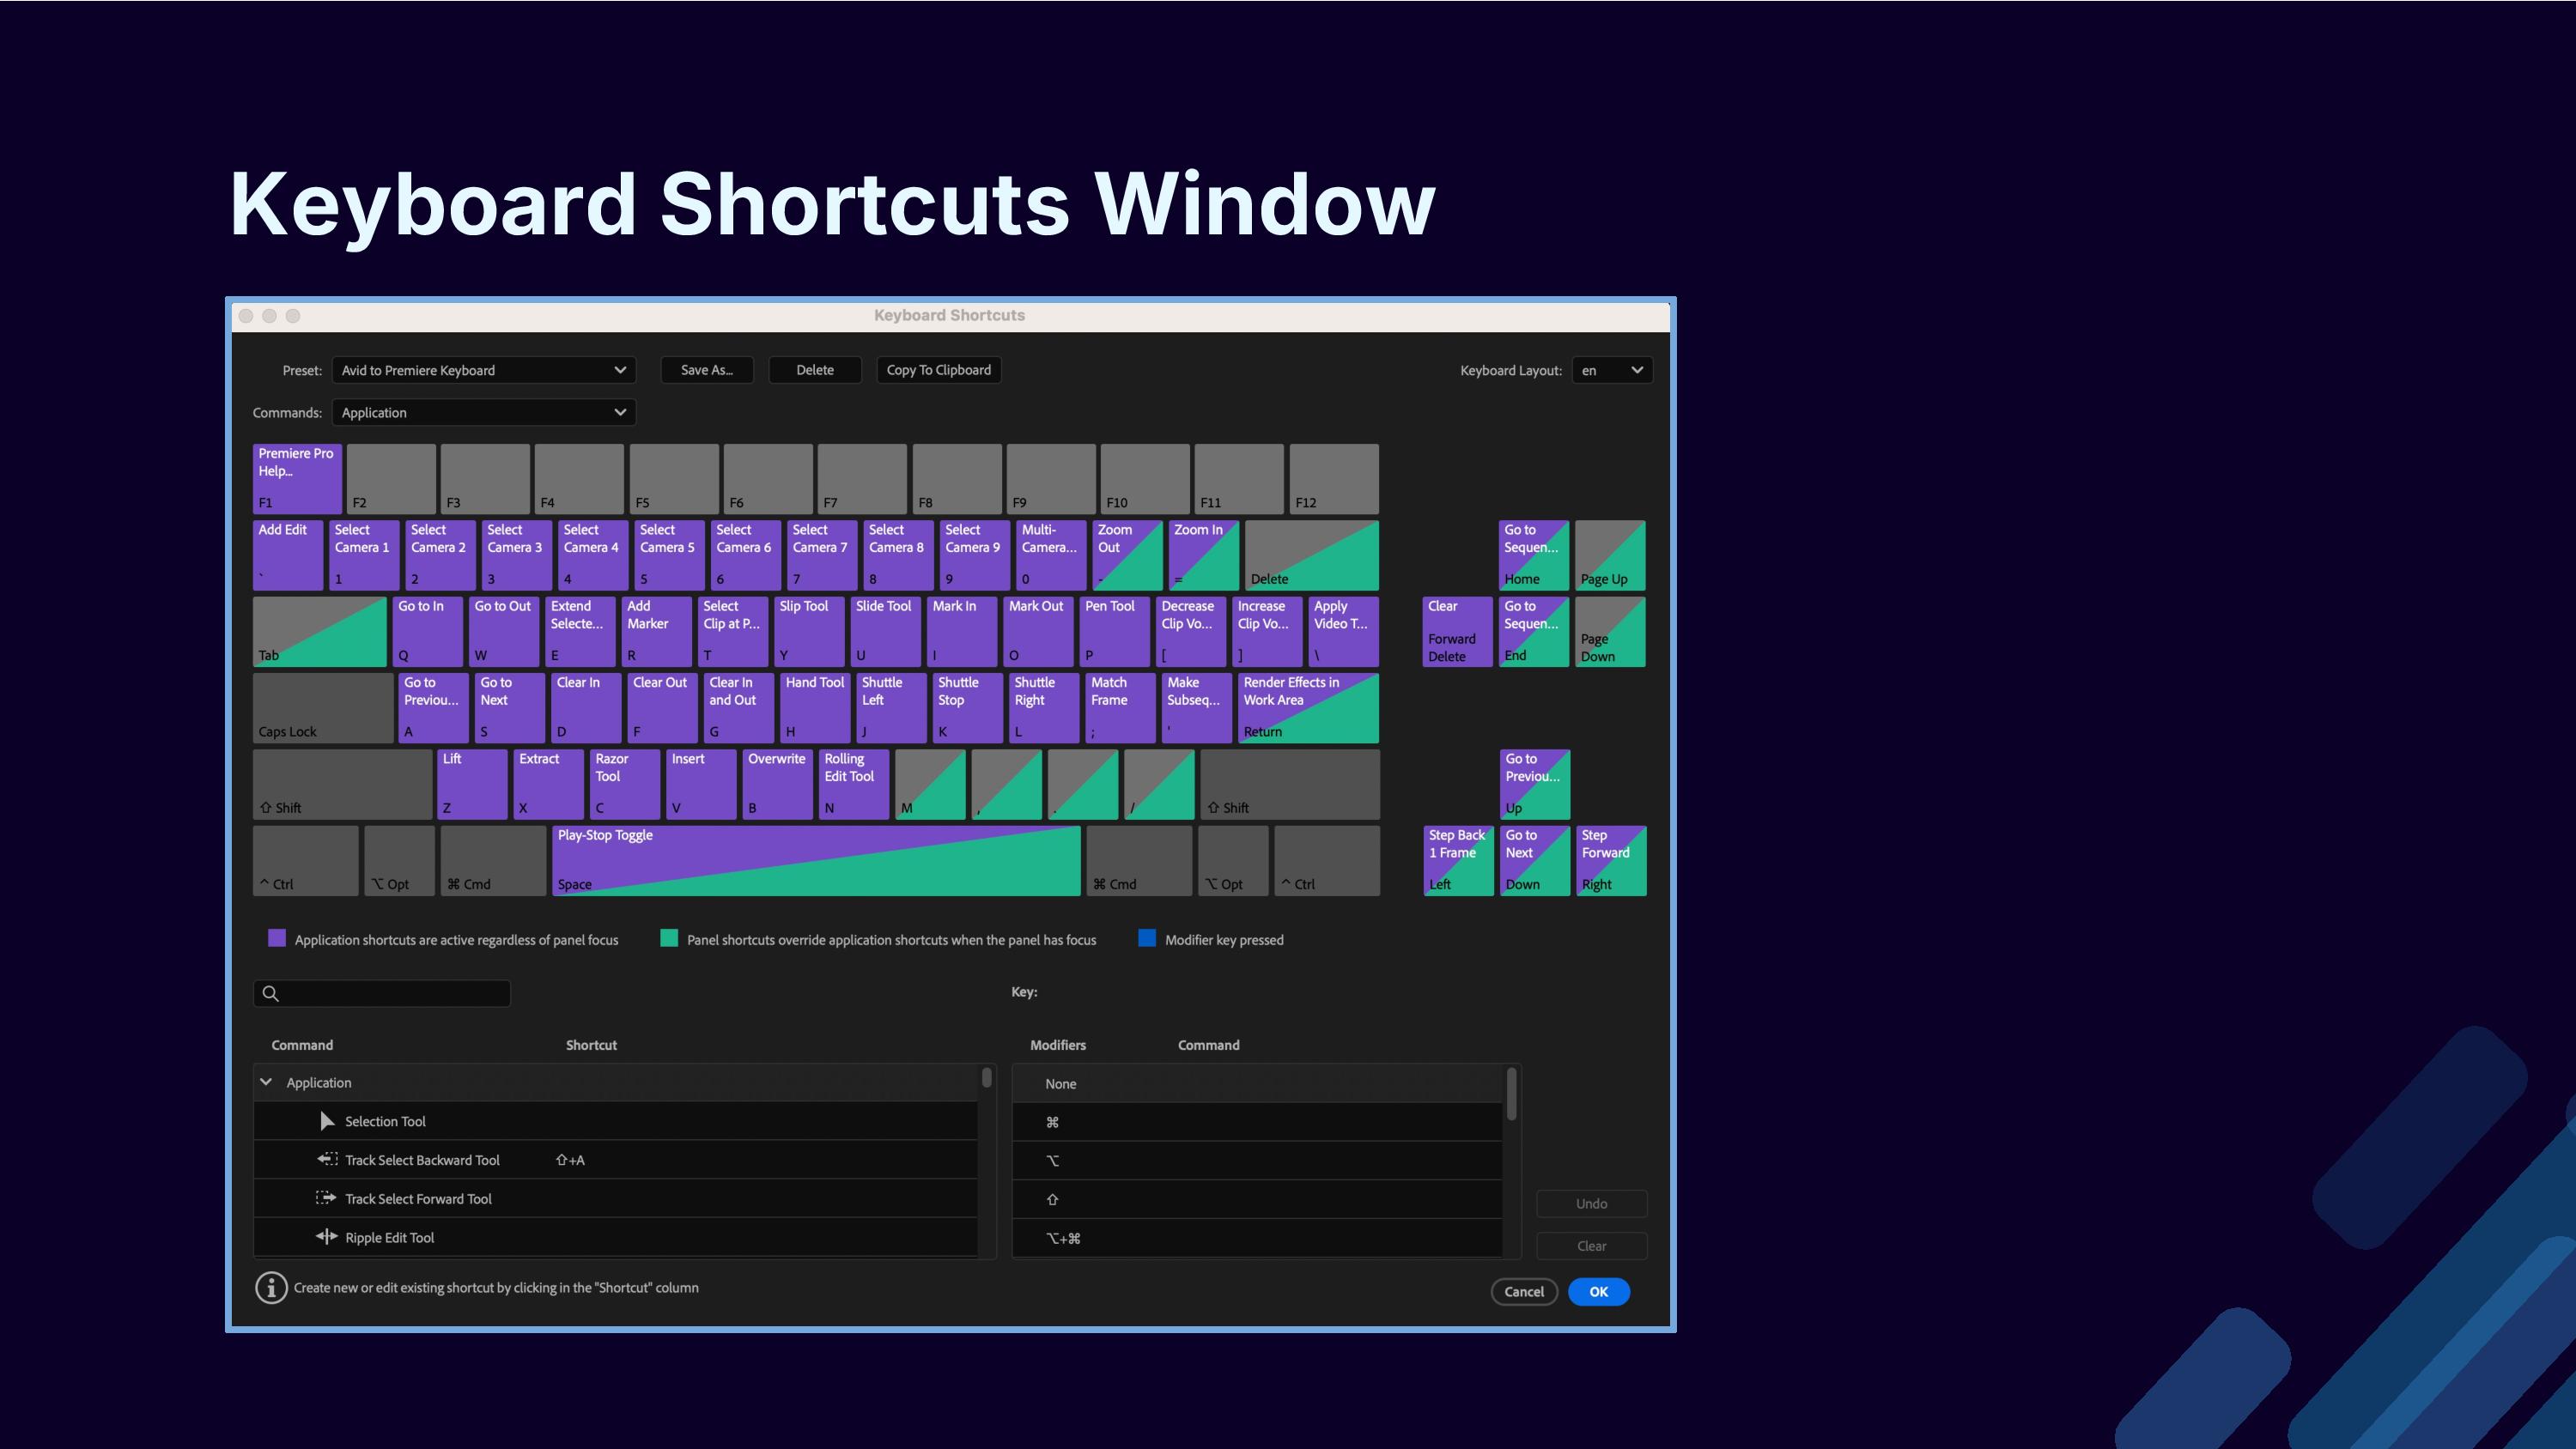 Keyboard Shortcuts Window
Keyboard Shortcuts
Preset: Avid to Premiere Keyboard Save As... Delete Copy To Clipboard Keyboard Layout: en
Commands: Application
Premiere Pro
Help...
F1 F2 F3 F4 F5 F6 F7 F8 F9 F10 F11 F12
Add Edit Select Select Select Select Select Select Select Select Select Multi- Zoom Zoom In Go to
Camera 1 Camera 2 Camera 3 Camera 4 Camera 5 Camera 6 Camera 7 Camera 8 Camera 9 Camera... Out Sequen...
` 1 2 3 4 5 6 7 8 9 0 - = Delete Home Page Up
Go to In Go to Out Extend Add Select Slip Tool Slide Tool Mark In Mark Out Pen Tool Decrease Increase Apply Clear Go to
Selecte... Marker Clip at P... Clip Vo... Clip Vo... Video T... Sequen...
Forward Page
Tab Q W E R T Y U I O P [ ] \ Delete End Down
Go to Go to Clear In Clear Out Clear In Hand Tool Shuttle Shuttle Shuttle Match Make Render Effects in
Previou... Next and Out Left Stop Right Frame Subseq... Work Area
Caps Lock A S D F G H J K L ; ' Return
Lift Extract Razor Insert Overwrite Rolling Go to
Tool Edit Tool Previou...
⇧ Shift Z X C V B N M , . / ⇧ Shift Up
Play-Stop Toggle Step Back Go to Step
1 Frame Next Forward
^ Ctrl ⌥ Opt ⌘ Cmd Space ⌘ Cmd ⌥ Opt ^ Ctrl Left Down Right
Application shortcuts are active regardless of panel focus Panel shortcuts override application shortcuts when the panel has focus Modifier key pressed
Key:
Command Shortcut Modifiers Command
Application None
Selection Tool ⌘
Track Select Backward Tool ⇧+A ⌥
Track Select Forward Tool ⇧ Undo
Ripple Edit Tool ⌥+⌘ Clear
Create new or edit existing shortcut by clicking in the "Shortcut" column Cancel OK